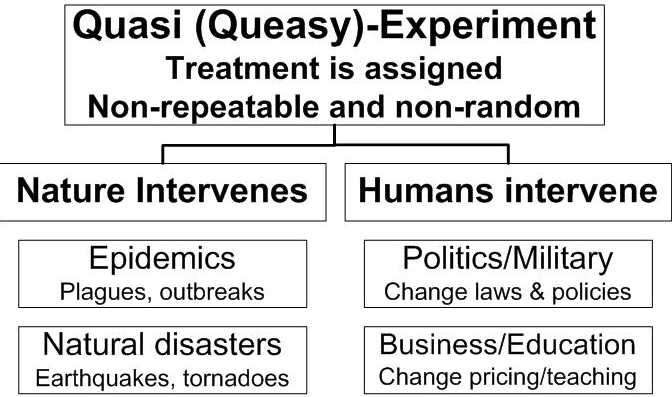 Quasi (Queasy)-Experiment
Treatment is assigned
Non-repeatable and non-random
Nature Intervenes
Humans intervene
Epidemics
Plagues, outbreaks
Politics/Military
Change laws & policies
Natural disasters
Earthquakes, tornadoes
Business/Education
Change pricing/teaching